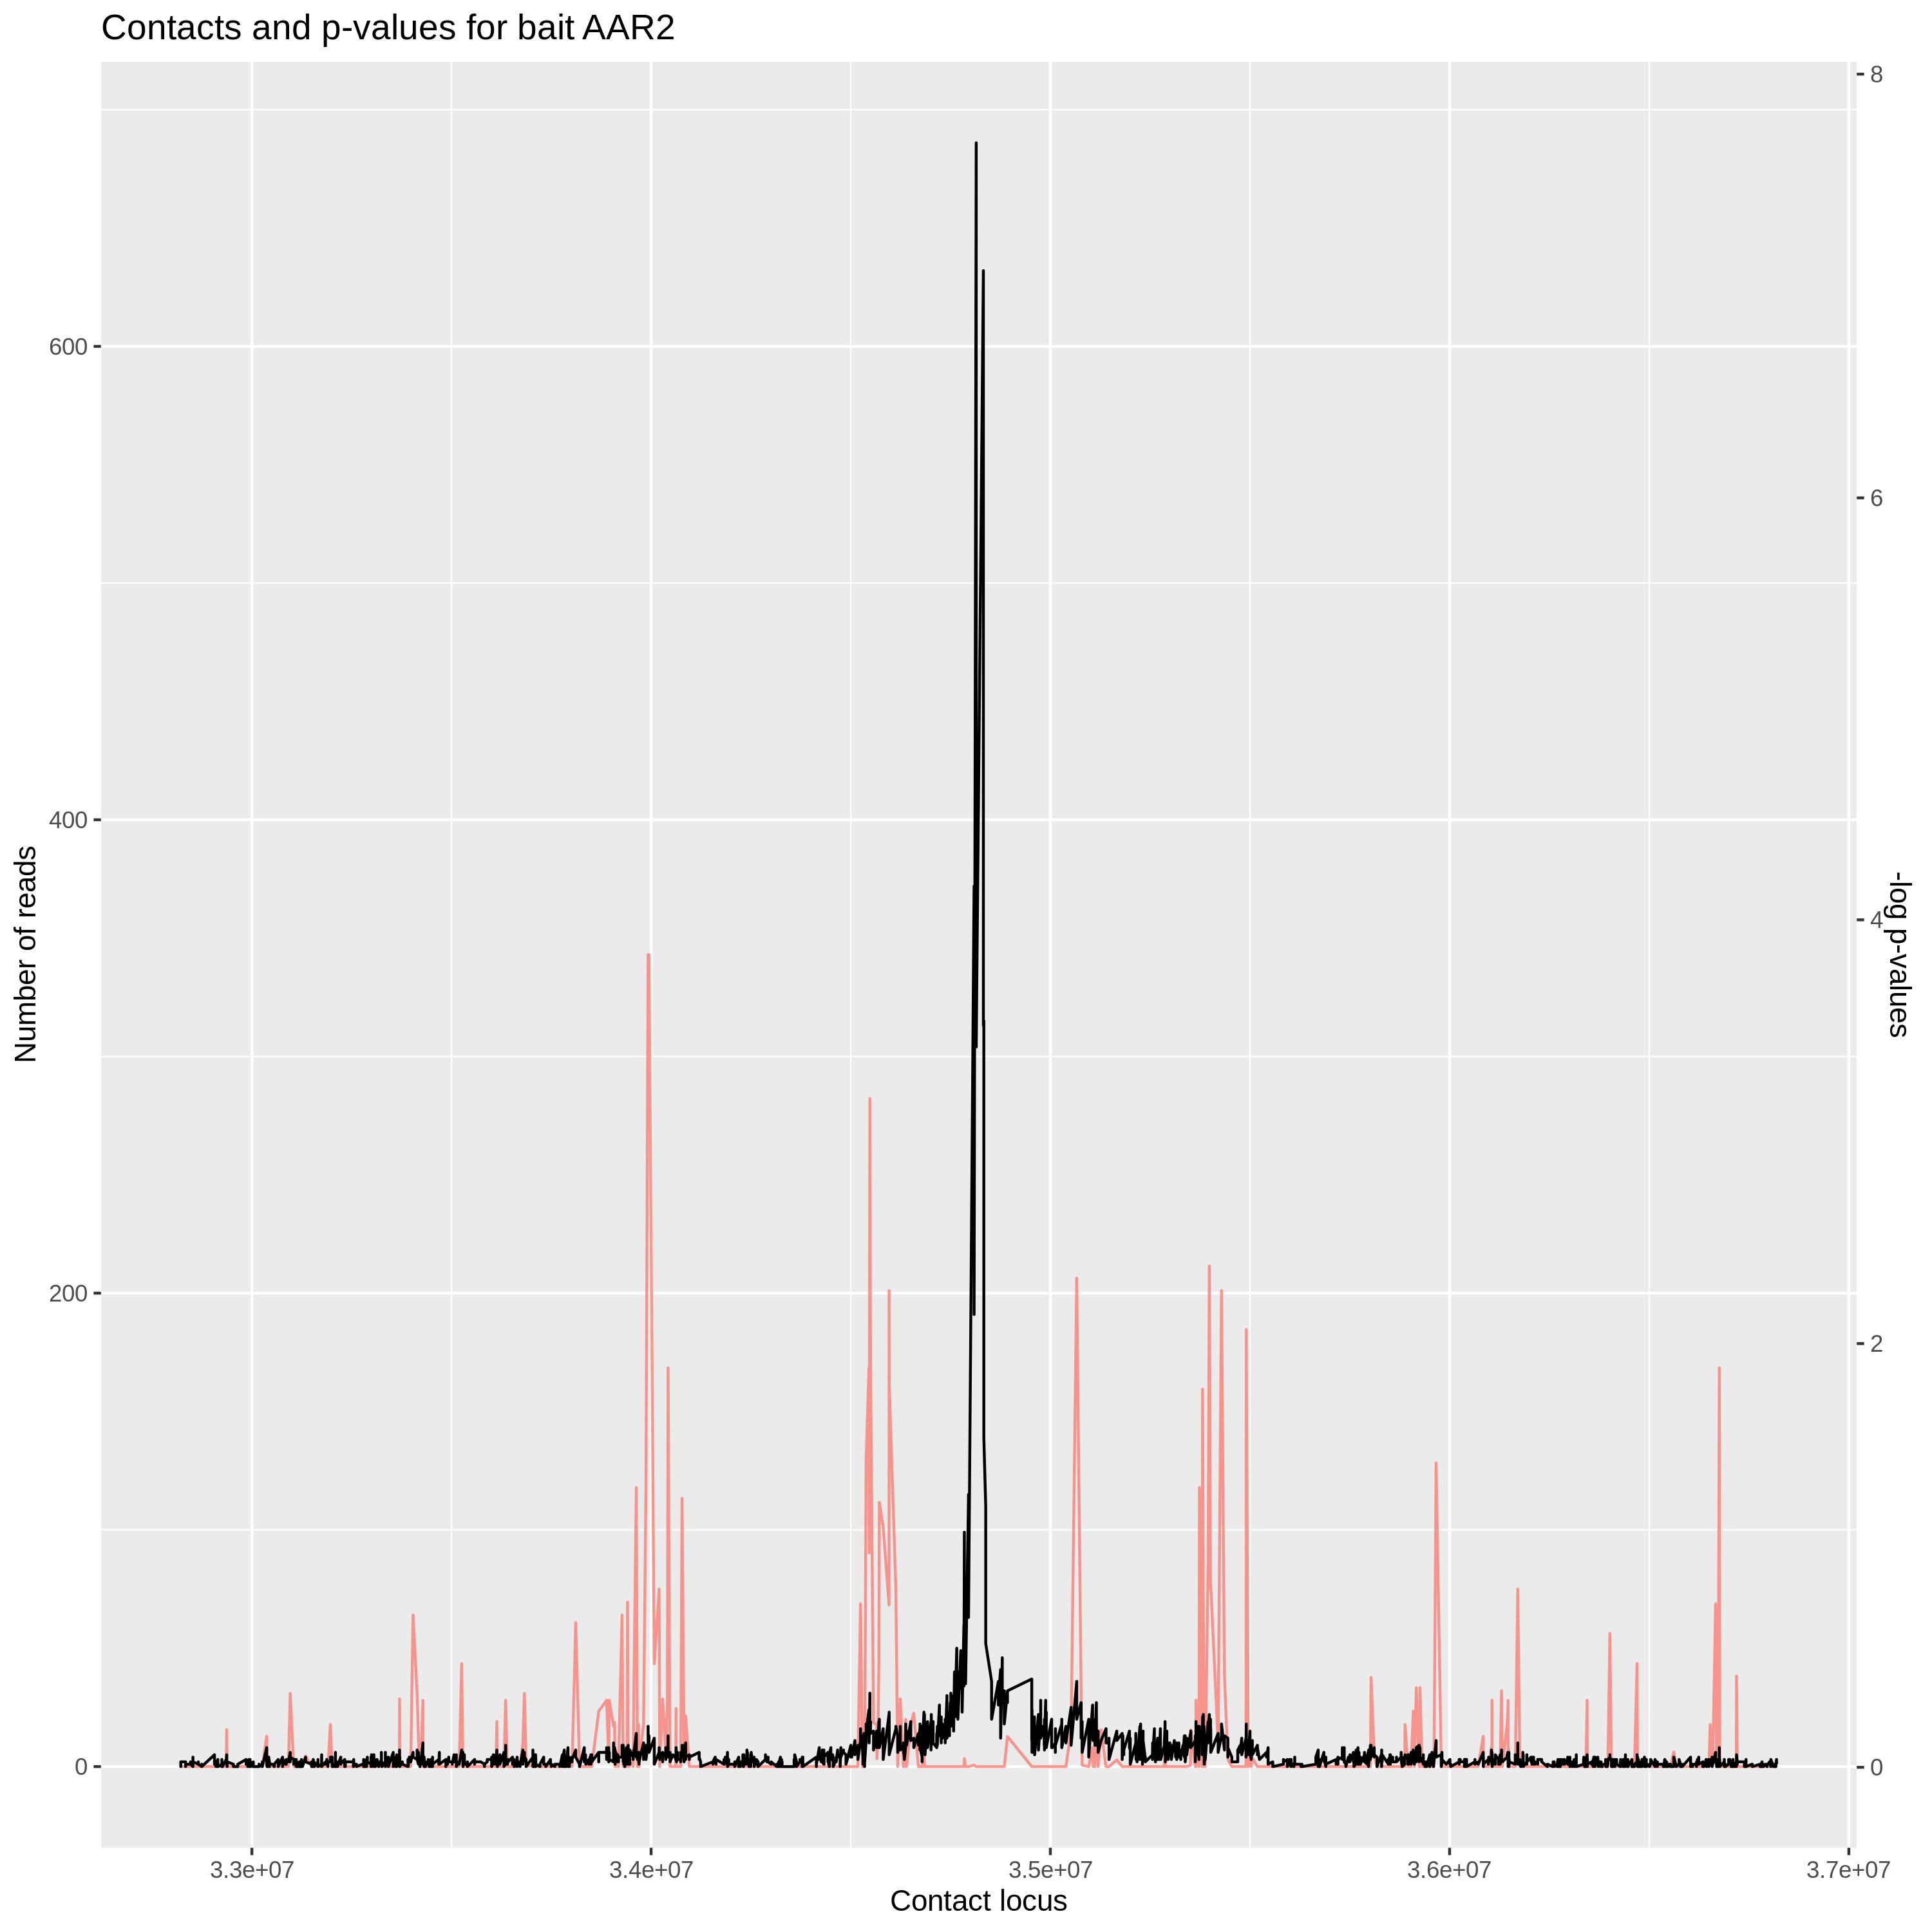 Contacts and p-values for bait AAR2
8
600
6
400
4
Number of reads
-log p-values
200
2
0
0
3.3e+07 3.4e+07 3.5e+07 3.6e+07 3.7e+07
Contact locus